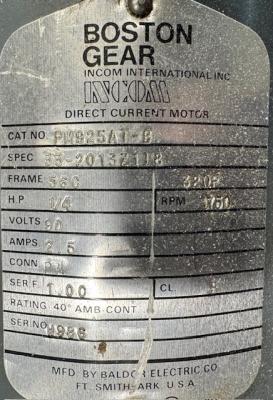 BOSTON
GEAR
INCOM INTERNATIONAL INC
INCOM
DIRECT CURRENT MOTOR
CAT NO. PM925AT-B
SPEC
FRAME 56C
H.P. 1/4 RPM 1750
VOLTS 90
AMPS 2.5
CONN
SER.F. 1.00 CL.
RATING 40° AMB-CONT
SER.NO.
MFD. BY BALDOR ELECTRIC CO
FT. SMITH-ARK. U.S.A.